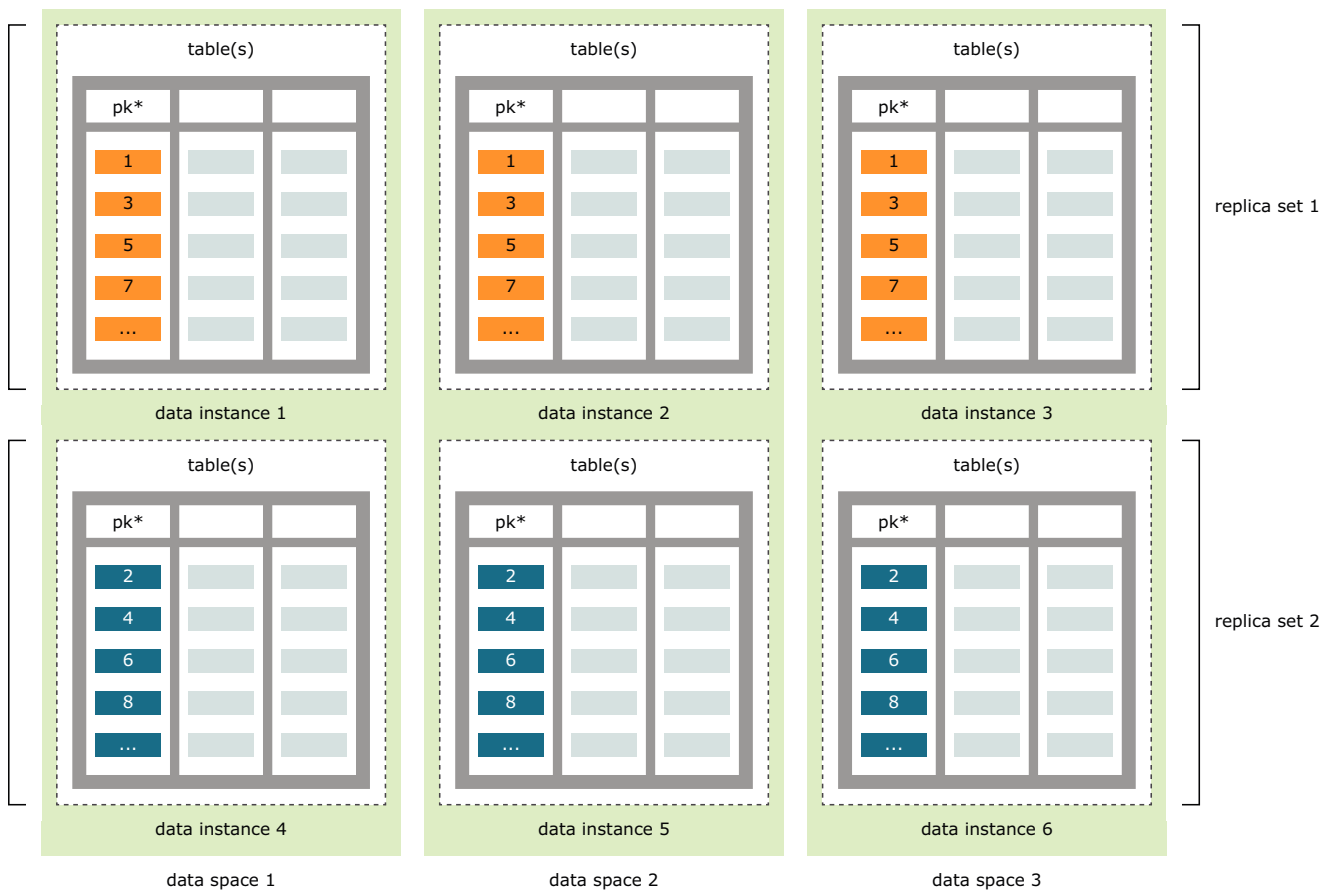 table(s)
pk*
1
3
5
7
...
data instance 1
table(s)
pk*
1
3
5
7
...
data instance 2
table(s)
pk*
1
3
5
7
...
data instance 3
replica set 1
table(s)
pk*
2
4
6
8
...
data instance 4
table(s)
pk*
2
4
6
8
...
data instance 5
table(s)
pk*
2
4
6
8
...
data instance 6
replica set 2
data space 1
data space 2
data space 3